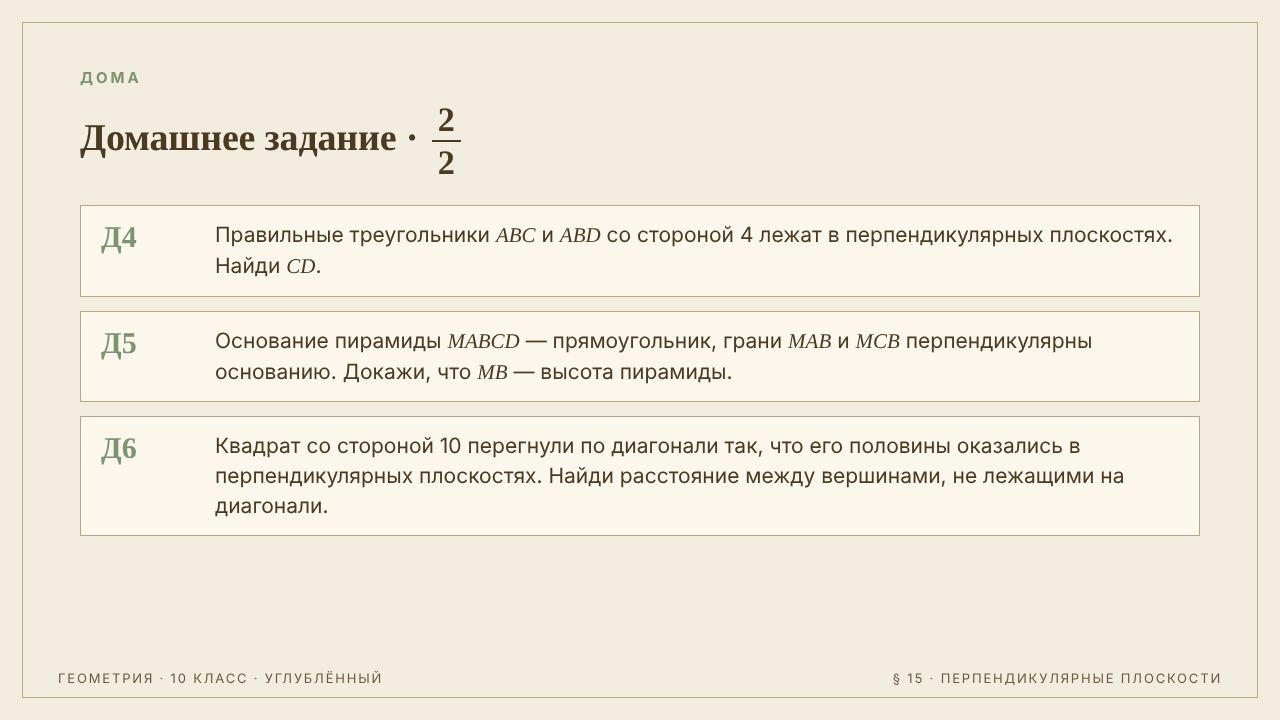 ДОМА
Домашнее задание · 2/2
Д4
Правильные треугольники ABC и ABD со стороной 4 лежат в перпендикулярных плоскостях.
Найди CD.
Д5
Основание пирамиды MABCD — прямоугольник, грани MAB и MCB перпендикулярны
основанию. Докажи, что MB — высота пирамиды.
Д6
Квадрат со стороной 10 перегнули по диагонали так, что его половины оказались в
перпендикулярных плоскостях. Найди расстояние между вершинами, не лежащими на
диагонали.
ГЕОМЕТРИЯ · 10 КЛАСС · УГЛУБЛЁННЫЙ
§ 15 · ПЕРПЕНДИКУЛЯРНЫЕ ПЛОСКОСТИ